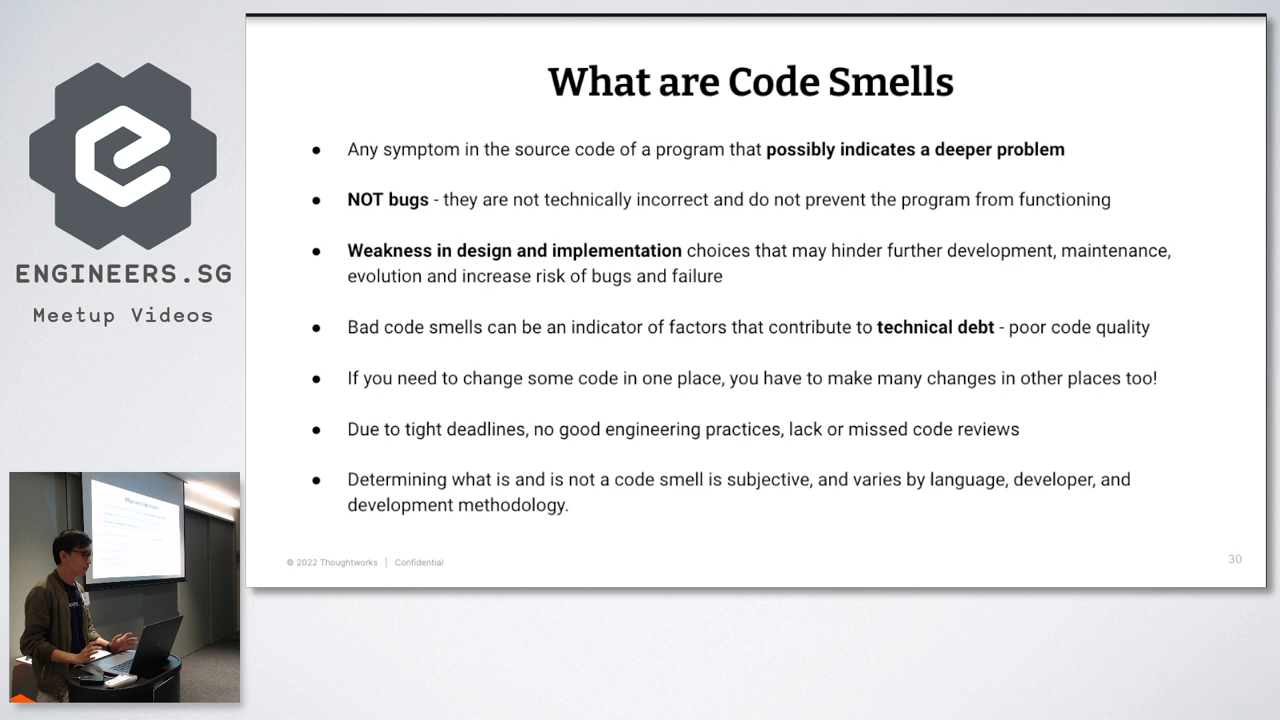 What are Code Smells
● Any symptom in the source code of a program that possibly indicates a deeper problem
● NOT bugs - they are not technically incorrect and do not prevent the program from functioning
● Weakness in design and implementation choices that may hinder further development, maintenance,
evolution and increase risk of bugs and failure
● Bad code smells can be an indicator of factors that contribute to technical debt - poor code quality
● If you need to change some code in one place, you have to make many changes in other places too!
● Due to tight deadlines, no good engineering practices, lack or missed code reviews
● Determining what is and is not a code smell is subjective, and varies by language, developer, and
development methodology.
© 2022 Thoughtworks | Confidential
30
ENGINEERS.SG
Meetup Videos